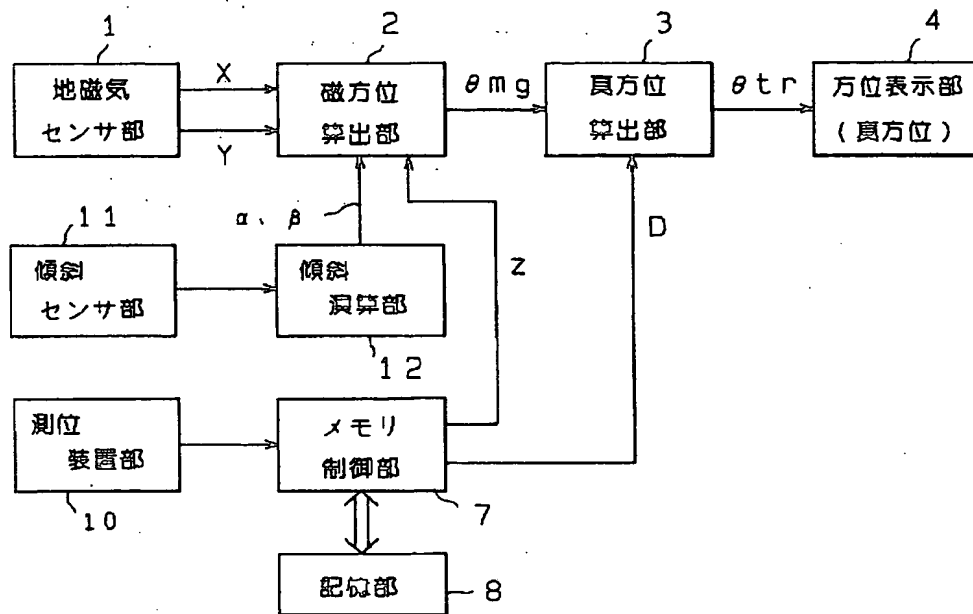 1
地磁気
センサ部
X
Y
2
磁方位
算出部
θmg
3
真方位
算出部
θtr
4
方位表示部
(真方位)
11
傾斜
センサ部
α、β
傾斜
演算部
12
Z
D
測位
装置部
10
メモリ
制御部
7
記憶部
8